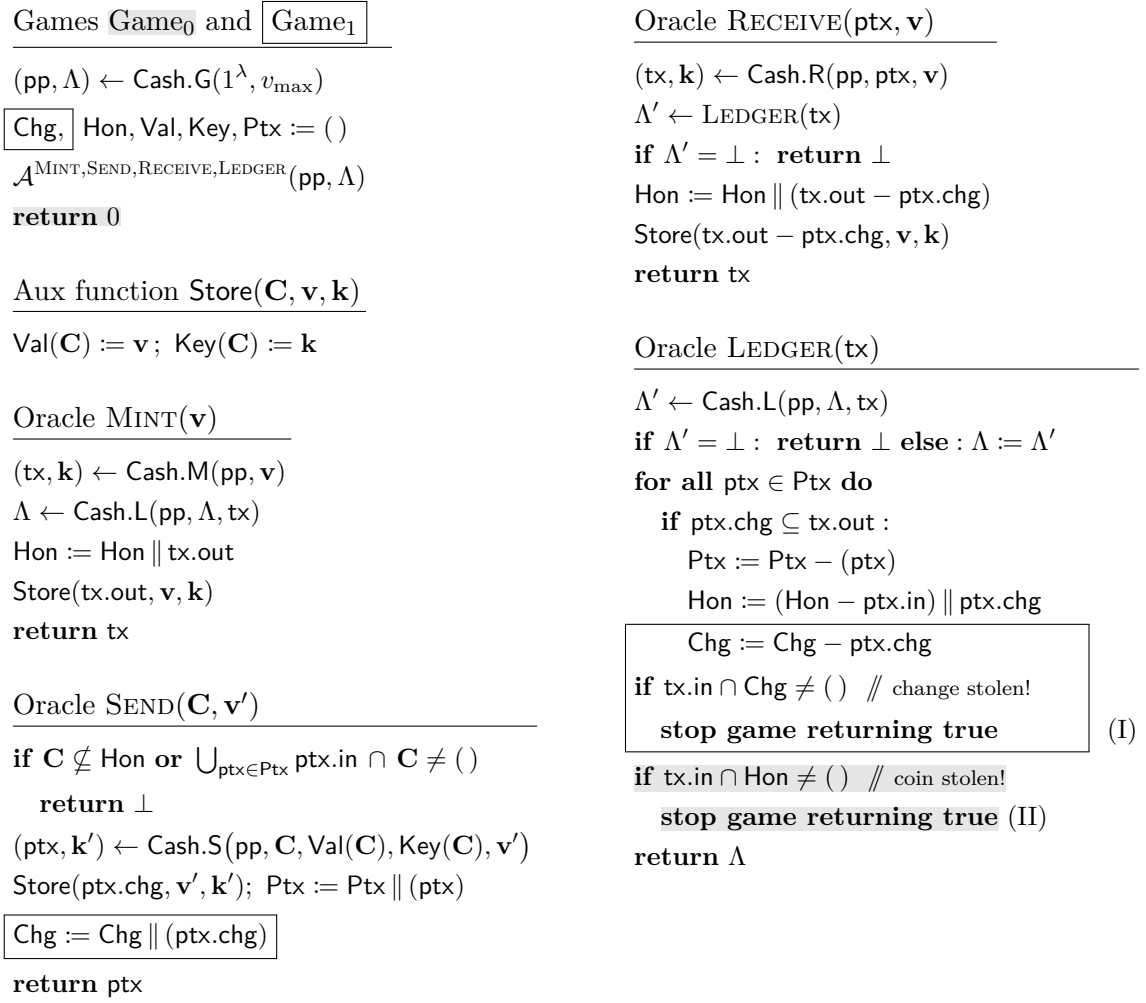 Games Game₀ and Game₁
(pp, Λ) ← Cash.G(1^λ, v_max)
Chg, Hon, Val, Key, Ptx ≔ ( )
𝒜^{MINT,SEND,RECEIVE,LEDGER}(pp, Λ)
return 0
Aux function Store(C, v, k)
Val(C) ≔ v ; Key(C) ≔ k
Oracle MINT(v)
(tx, k) ← Cash.M(pp, v)
Λ ← Cash.L(pp, Λ, tx)
Hon ≔ Hon ∥ tx.out
Store(tx.out, v, k)
return tx
Oracle SEND(C, v′)
if C ⊈ Hon or ⋃_{ptx∈Ptx} ptx.in ∩ C ≠ ( )
return ⊥
(ptx, k′) ← Cash.S(pp, C, Val(C), Key(C), v′)
Store(ptx.chg, v′, k′); Ptx ≔ Ptx ∥ (ptx)
Chg ≔ Chg ∥ (ptx.chg)
return ptx
Oracle RECEIVE(ptx, v)
(tx, k) ← Cash.R(pp, ptx, v)
Λ′ ← LEDGER(tx)
if Λ′ = ⊥ : return ⊥
Hon ≔ Hon ∥ (tx.out − ptx.chg)
Store(tx.out − ptx.chg, v, k)
return tx
Oracle LEDGER(tx)
Λ′ ← Cash.L(pp, Λ, tx)
if Λ′ = ⊥ : return ⊥ else : Λ ≔ Λ′
for all ptx ∈ Ptx do
if ptx.chg ⊆ tx.out :
Ptx ≔ Ptx − (ptx)
Hon ≔ (Hon − ptx.in) ∥ ptx.chg
Chg ≔ Chg − ptx.chg
if tx.in ∩ Chg ≠ ( ) // change stolen!
stop game returning true (I)
if tx.in ∩ Hon ≠ ( ) // coin stolen!
stop game returning true (II)
return Λ